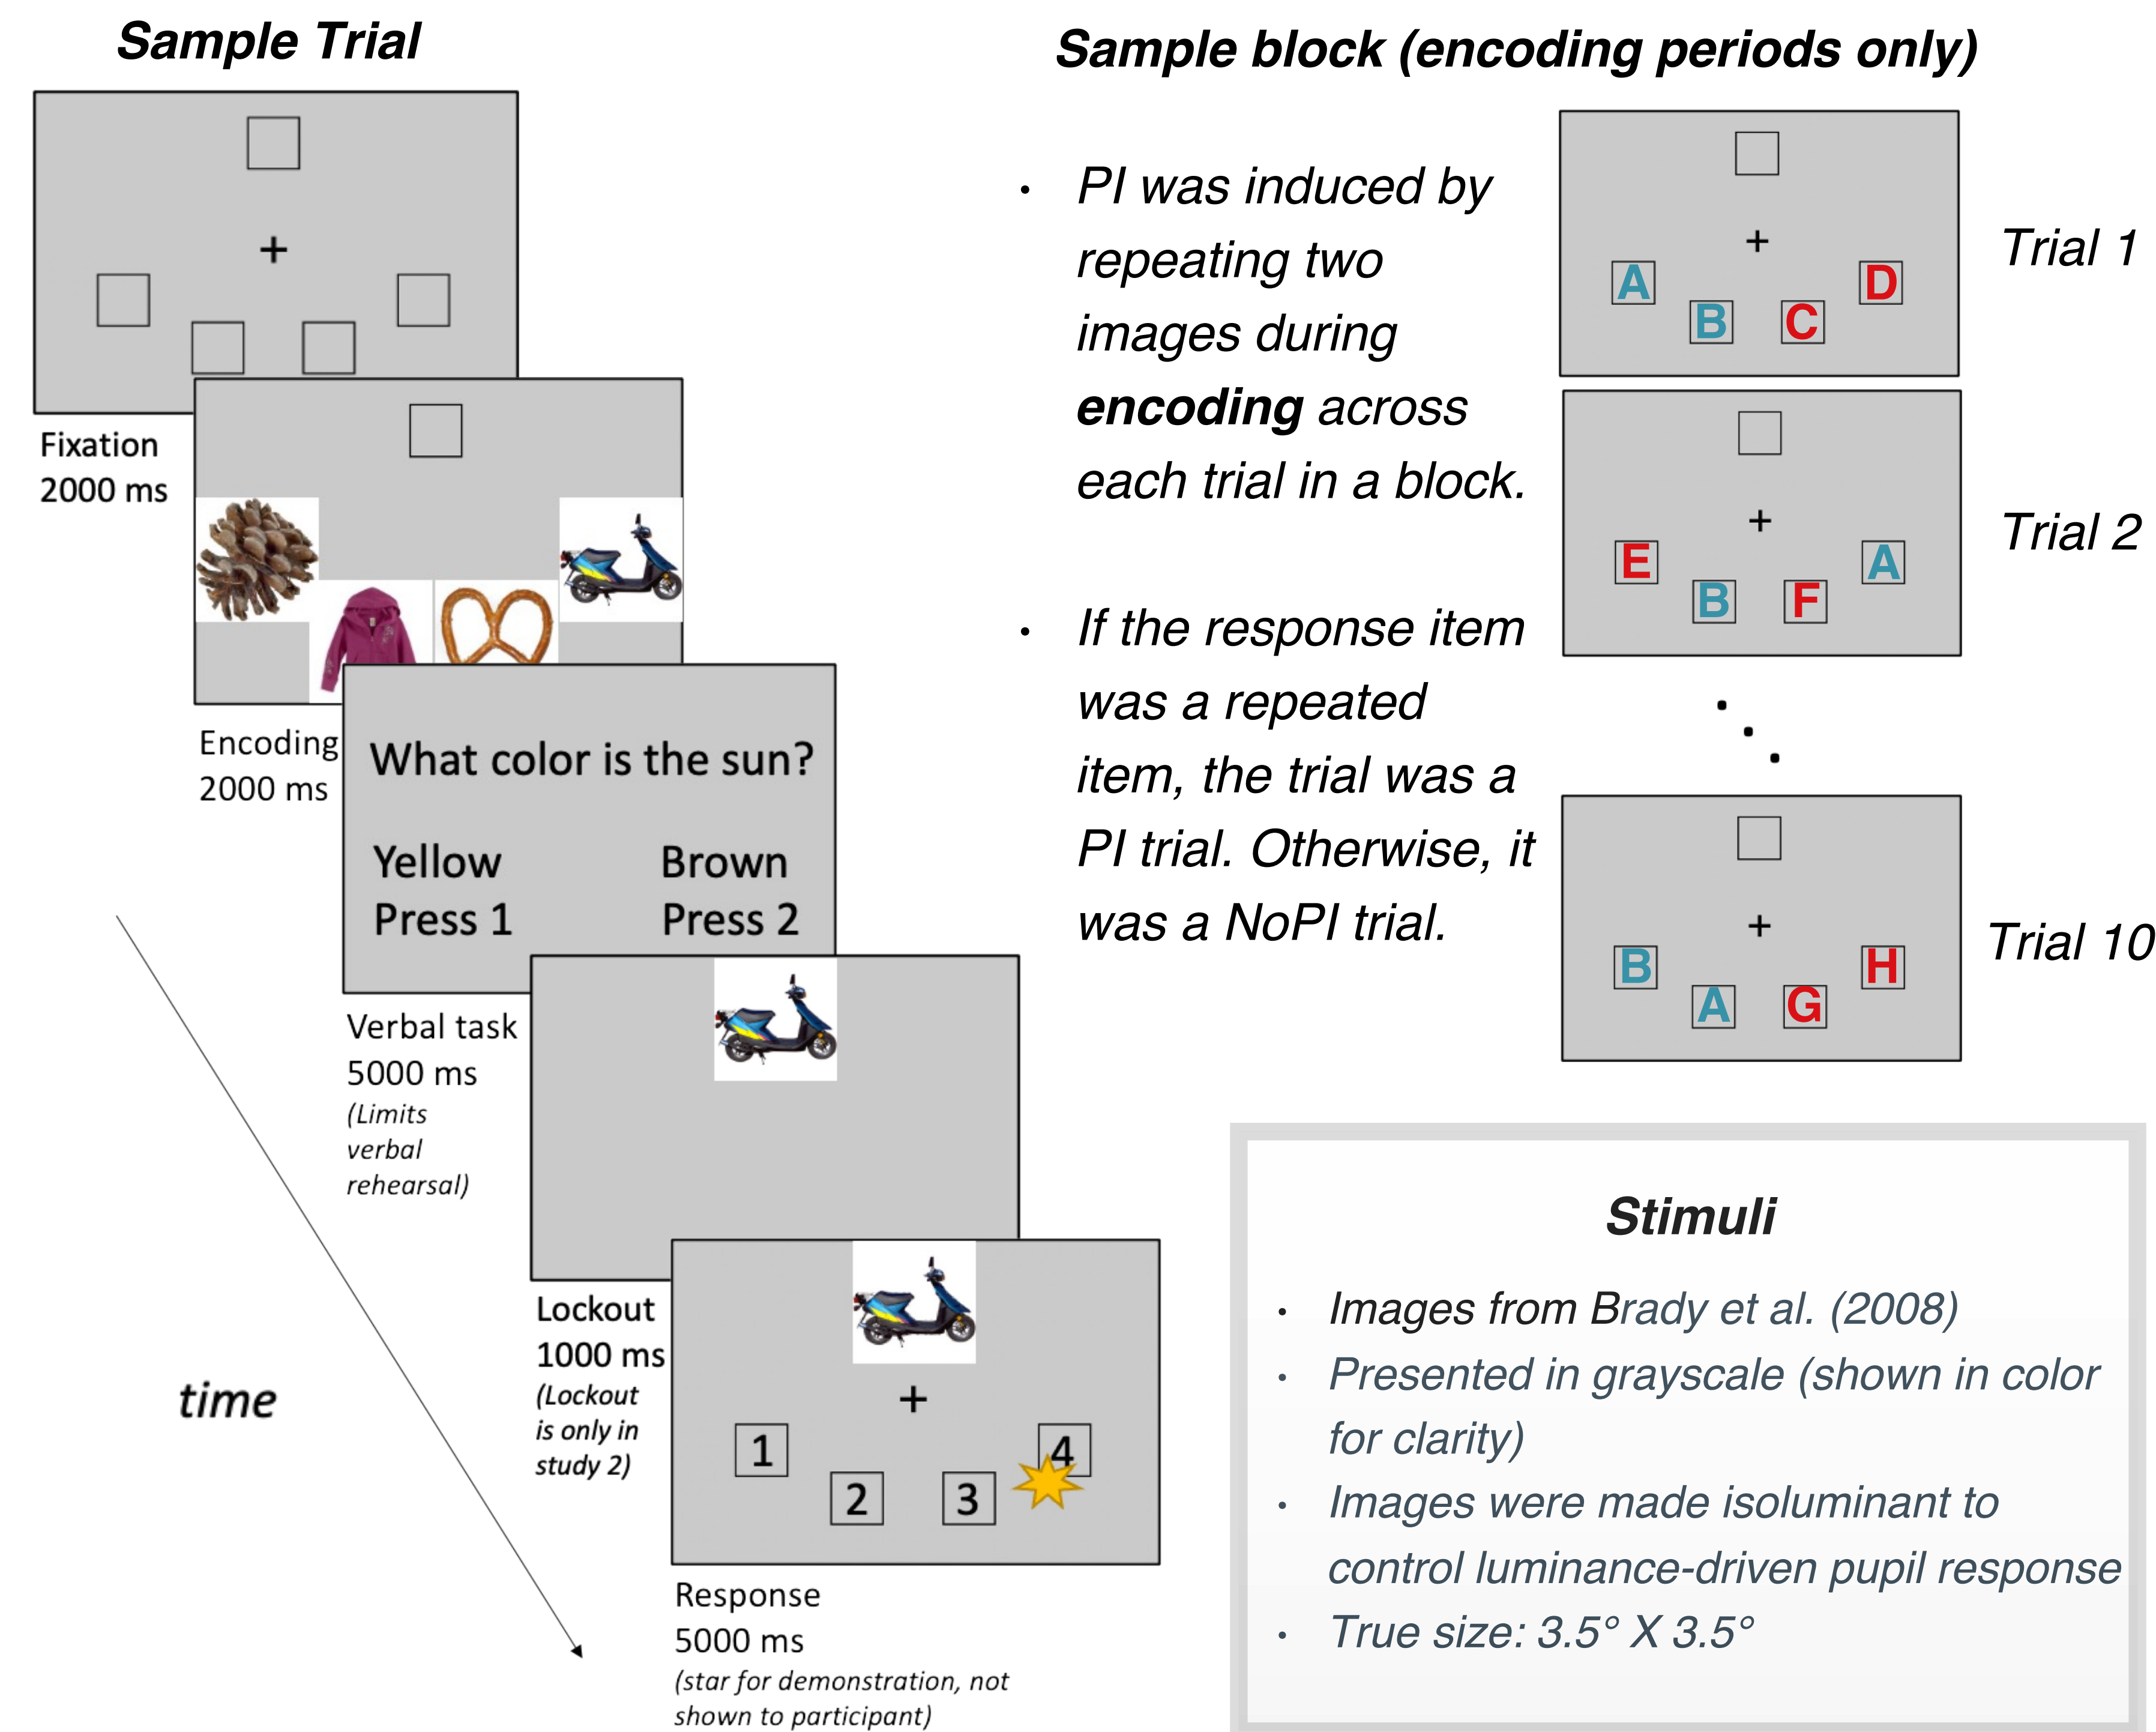 Sample Trial
Fixation
2000 ms
Encoding
2000 ms
What color is the sun?
Yellow Brown
Press 1 Press 2
Verbal task
5000 ms
(Limits
verbal
rehearsal)
Lockout
1000 ms
(Lockout
is only in
study 2)
1 4
2 3
Response
5000 ms
(star for demonstration, not
shown to participant)
time
Sample block (encoding periods only)
• PI was induced by
repeating two
images during
encoding across
each trial in a block.
• If the response item
was a repeated
item, the trial was a
PI trial. Otherwise, it
was a NoPI trial.
A D
B C
Trial 1
E A
B F
Trial 2
B H
A G
Trial 10
Stimuli
• Images from Brady et al. (2008)
• Presented in grayscale (shown in color
for clarity)
• Images were made isoluminant to
control luminance-driven pupil response
• True size: 3.5° X 3.5°